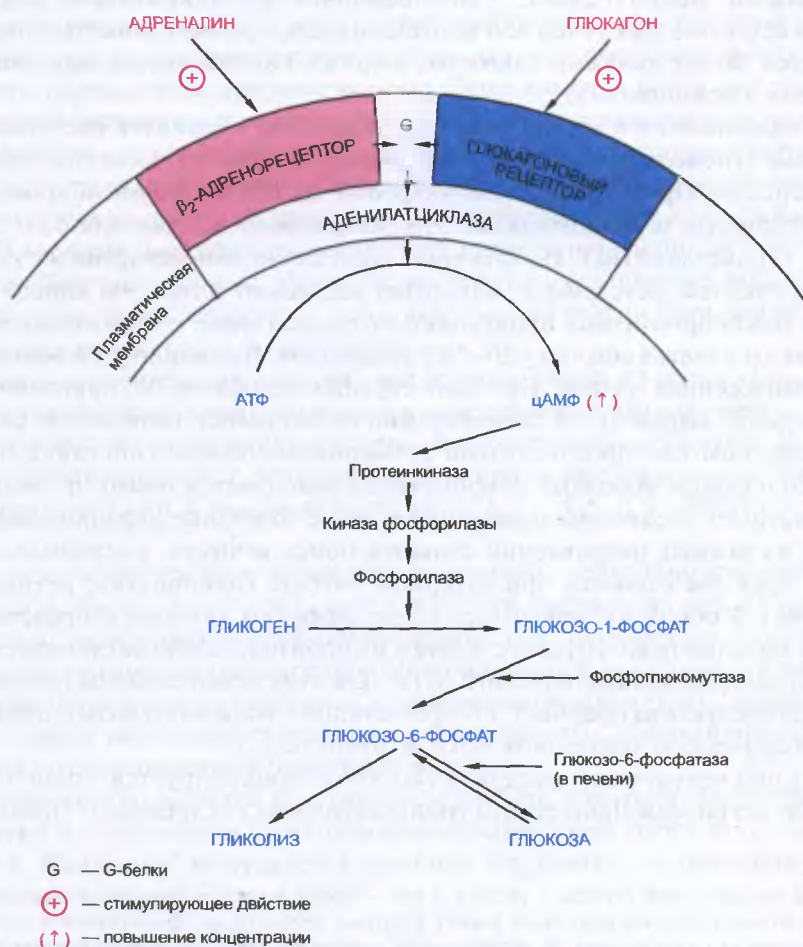 АДРЕНАЛИН
ГЛЮКАГОН
+
+
G
β2-АДРЕНОРЕЦЕПТОР
ГЛЮКАГОНОВЫЙ
РЕЦЕПТОР
АДЕНИЛАТЦИКЛАЗА
Плазматическая
мембрана
АТФ
цАМФ (↑)
Протеинкиназа
Киназа фосфорилазы
Фосфорилаза
ГЛИКОГЕН
ГЛЮКОЗО-1-ФОСФАТ
Фосфоглюкомутаза
ГЛЮКОЗО-6-ФОСФАТ
Глюкозо-6-фосфатаза
(в печени)
ГЛИКОЛИЗ
ГЛЮКОЗА
G — G-белки
+ — стимулирующее двйствие
(↑) — повышение концентрации